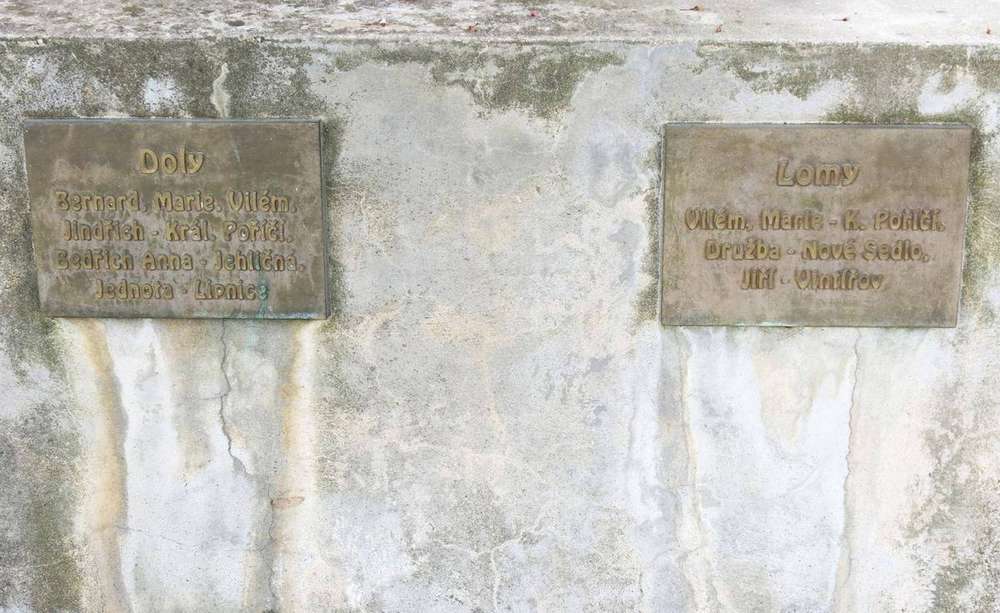 Doly
Bernard, Marie, Vilém,
Jindřich - Král. Poříčí,
Bedřich Anna - Jehličná,
Jednota - Lipnice
Lomy
Vilém, Marie - K. Poříčí,
Družba - Nové Sedlo,
Jiří - Vintířov